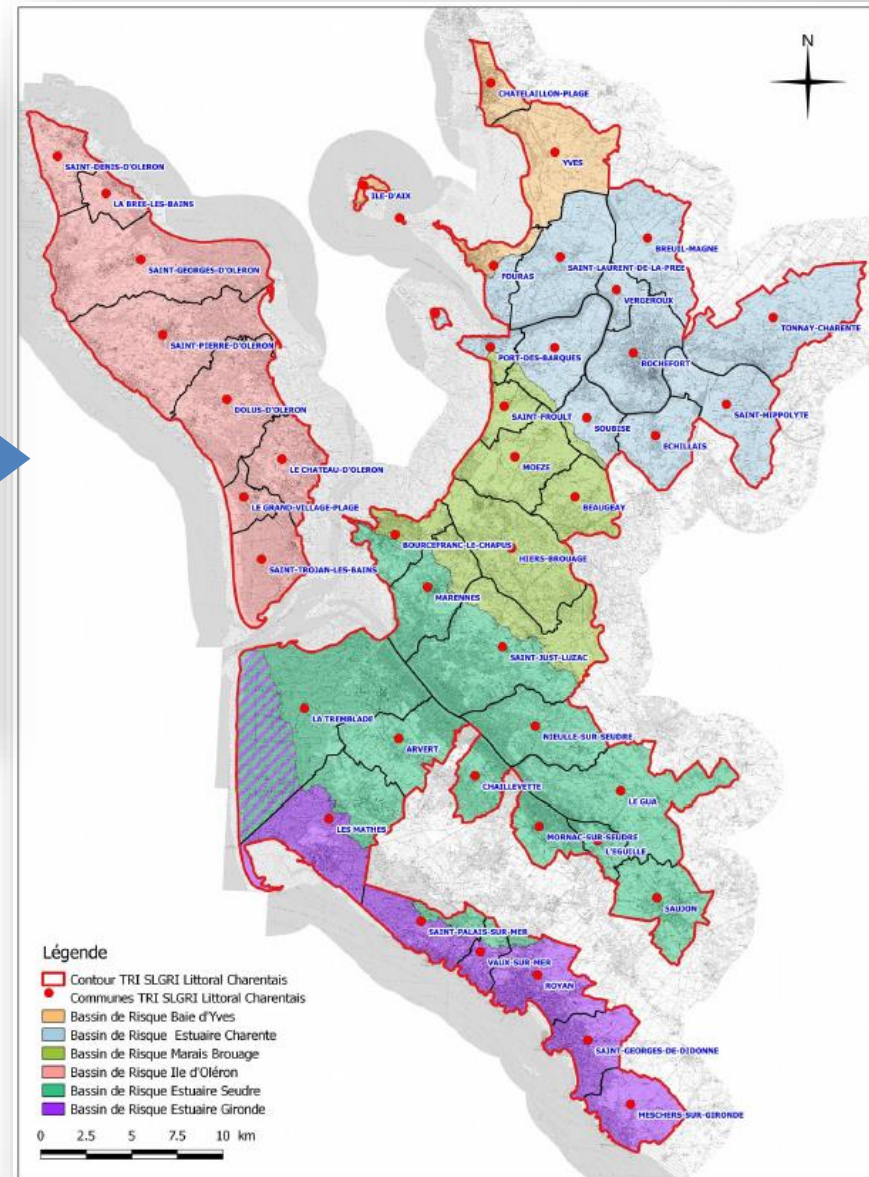 N
CHATELAILLON-PLAGE
YVES
SAINT-DENIS-D'OLERON
LA BREE-LES-BAINS
ILE-D'AIX
BREUIL-MAGNE
SAINT-GEORGES-D'OLERON
FOURAS
SAINT-LAURENT-DE-LA-PREE
VERGEROUX
TONNAY-CHARENTE
SAINT-PIERRE-D'OLERON
PORT-DES-BARQUES
ROCHEFORT
DOLUS-D'OLERON
SAINT-FROULT
SOUBISE
SAINT-HIPPOLYTE
ECHILLAIS
LE CHATEAU-D'OLERON
MOEZE
LE GRAND-VILLAGE-PLAGE
BEAUGEAY
BOURCEFRANC-LE-CHAPUS
HIERS-BROUAGE
SAINT-TROJAN-LES-BAINS
MARENNES
SAINT-JUST-LUZAC
LA TREMBLADE
NIEULLE-SUR-SEUDRE
ARVERT
CHAILLEVETTE
LE GUA
LES MATHES
MORNAC-SUR-SEUDRE
L'EGUILLE
SAUJON
SAINT-PALAIS-SUR-MER
VAUX-SUR-MER
ROYAN
SAINT-GEORGES-DE-DIDONNE
MESCHERS-SUR-GIRONDE
Légende
Contour TRI SLGRI Littoral Charentais
Communes TRI SLGRI Littoral Charentais
Bassin de Risque Baie d'Yves
Bassin de Risque Estuaire Charente
Bassin de Risque Marais Brouage
Bassin de Risque Ile d'Oléron
Bassin de Risque Estuaire Seudre
Bassin de Risque Estuaire Gironde
0 2.5 5 7.5 10 km